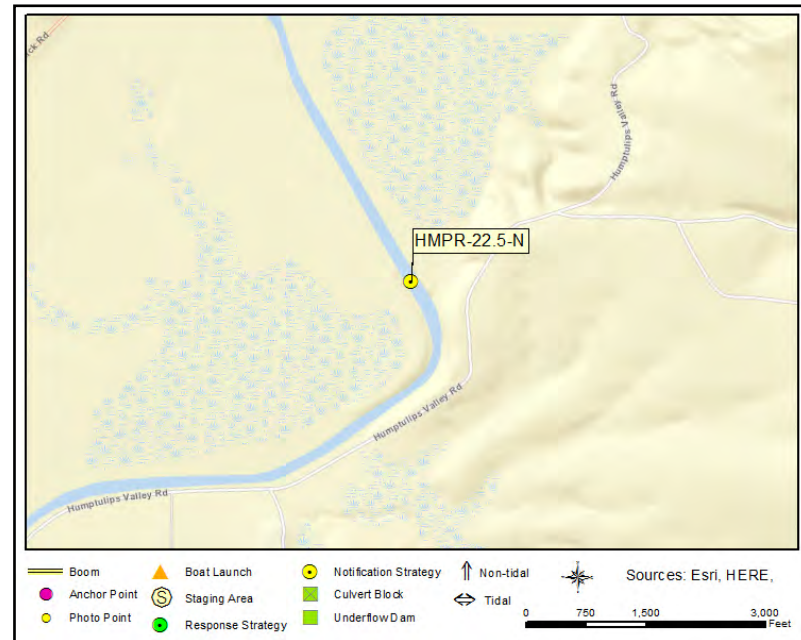 ck Rd
Humptulips Valley Rd
HMPR-22.5-N
Humptulips Valley Rd
Humptulips Valley Rd
Boom
Boat Launch
Notification Strategy
Non-tidal
Sources: Esri, HERE,
Anchor Point
S
Staging Area
Culvert Block
Tidal
Photo Point
Response Strategy
Underflow Dam
0 750 1,500 3,000
Feet